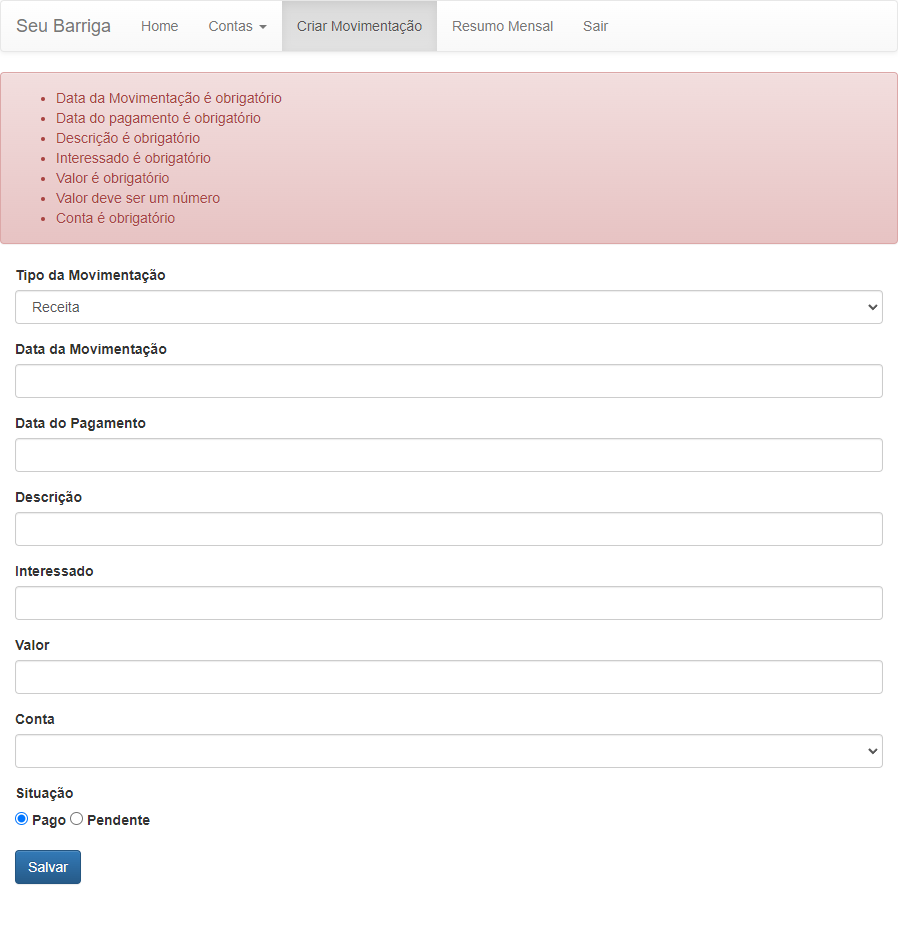 Seu Barriga Home Contas Criar Movimentação Resumo Mensal Sair
Data da Movimentação é obrigatório
Data do pagamento é obrigatório
Descrição é obrigatório
Interessado é obrigatório
Valor é obrigatório
Valor deve ser um número
Conta é obrigatório
Tipo da Movimentação
Receita
Data da Movimentação
Data do Pagamento
Descrição
Interessado
Valor
Conta
Situação
Pago Pendente
Salvar